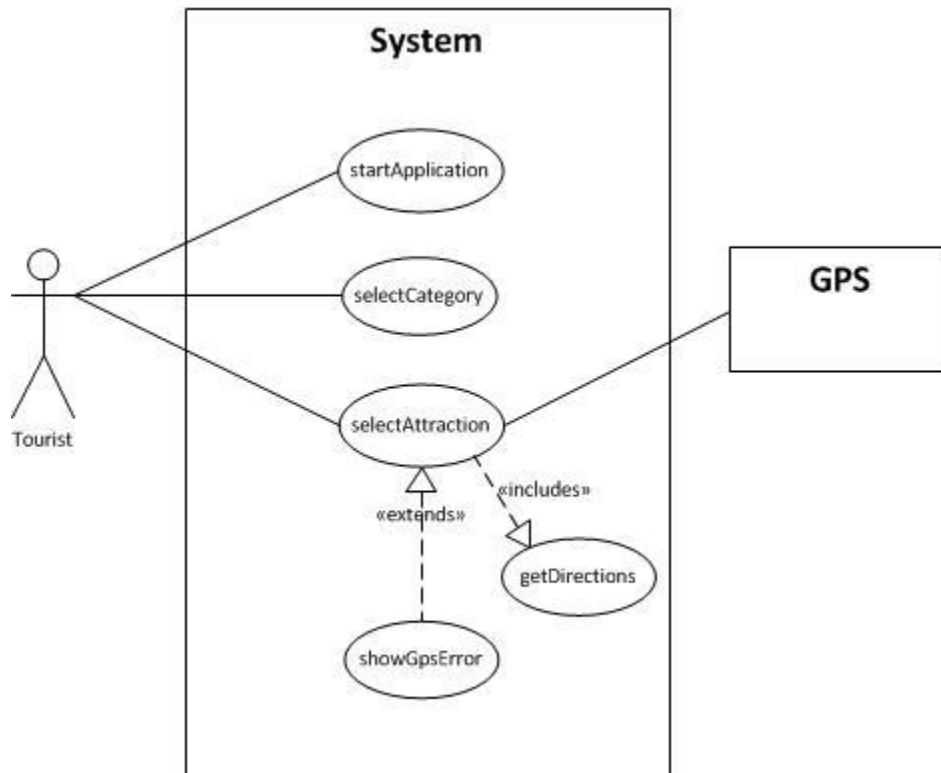 System
startApplication
selectCategory
GPS
selectAttraction
Tourist
«includes»
«extends»
getDirections
showGpsError